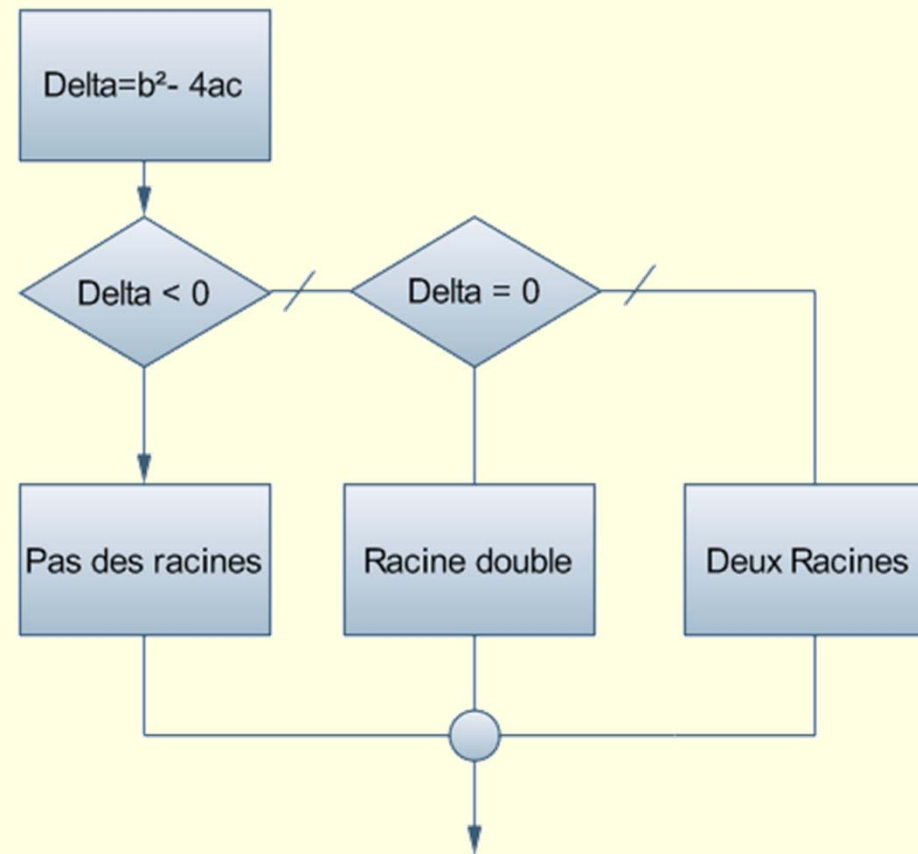 Delta=b²- 4ac
Delta < 0
Delta = 0
Pas des racines
Racine double
Deux Racines